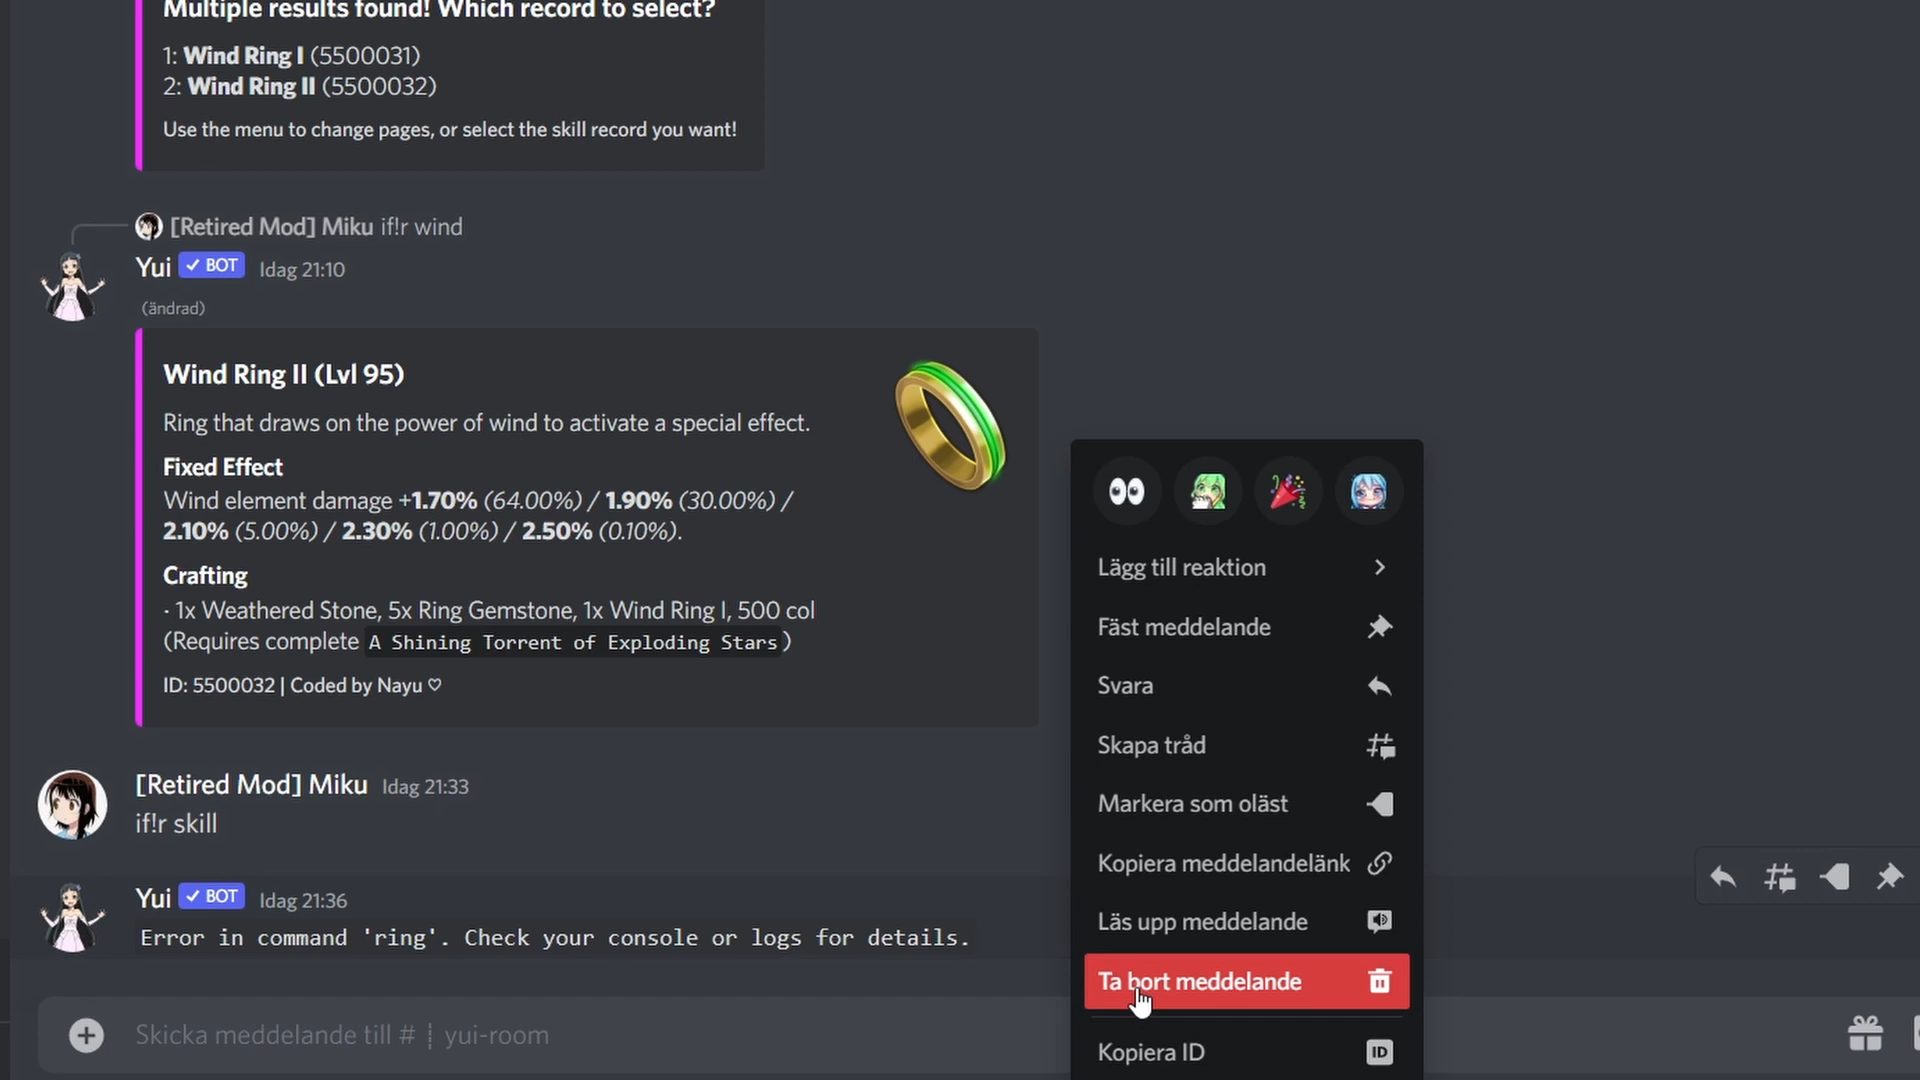 Multiple results found! Which record to select?
1: Wind Ring I (5500031)
2: Wind Ring II (5500032)
Use the menu to change pages, or select the skill record you want!
[Retired Mod] Miku if!r wind
Yui ✓ BOT Idag 21:10
(ändrad)
Wind Ring II (Lvl 95)
Ring that draws on the power of wind to activate a special effect.
Fixed Effect
Wind element damage +1.70% (64.00%) / 1.90% (30.00%) /
2.10% (5.00%) / 2.30% (1.00%) / 2.50% (0.10%).
Crafting
· 1x Weathered Stone, 5x Ring Gemstone, 1x Wind Ring I, 500 col
(Requires complete A Shining Torrent of Exploding Stars)
ID: 5500032 | Coded by Nayu ♡
[Retired Mod] Miku Idag 21:33
if!r skill
Yui ✓ BOT Idag 21:36
Error in command 'ring'. Check your console or logs for details.
Skicka meddelande till # ┊ yui-room
Lägg till reaktion
Fäst meddelande
Svara
Skapa tråd
Markera som oläst
Kopiera meddelandelänk
Läs upp meddelande
Ta bort meddelande
Kopiera ID
ID